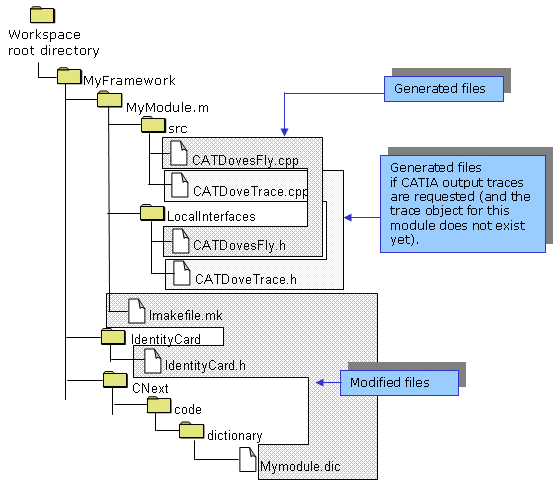 Workspace
root directory
MyFramework
MyModule.m
src
CATDovesFly.cpp
CATDoveTrace.cpp
LocalInterfaces
CATDovesFly.h
CATDoveTrace.h
Imakefile.mk
IdentityCard
IdentityCard.h
CNext
code
dictionary
Mymodule.dic
Generated files
Generated files
if CATIA output traces
are requested (and the
trace object for this
module does not exist
yet).
Modified files